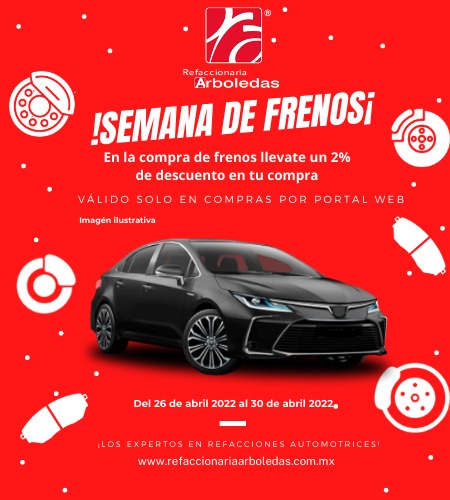 ®
Refaccionaria
Arboledas
!SEMANA DE FRENOS¡
En la compra de frenos llevate un 2%
de descuento en tu compra
VÁLIDO SOLO EN COMPRAS POR PORTAL WEB
Imagén ilustrativa
Del 26 de abril 2022 al 30 de abril 2022.
¡LOS EXPERTOS EN REFACCIONES AUTOMOTRICES!
www.refaccionariaarboledas.com.mx